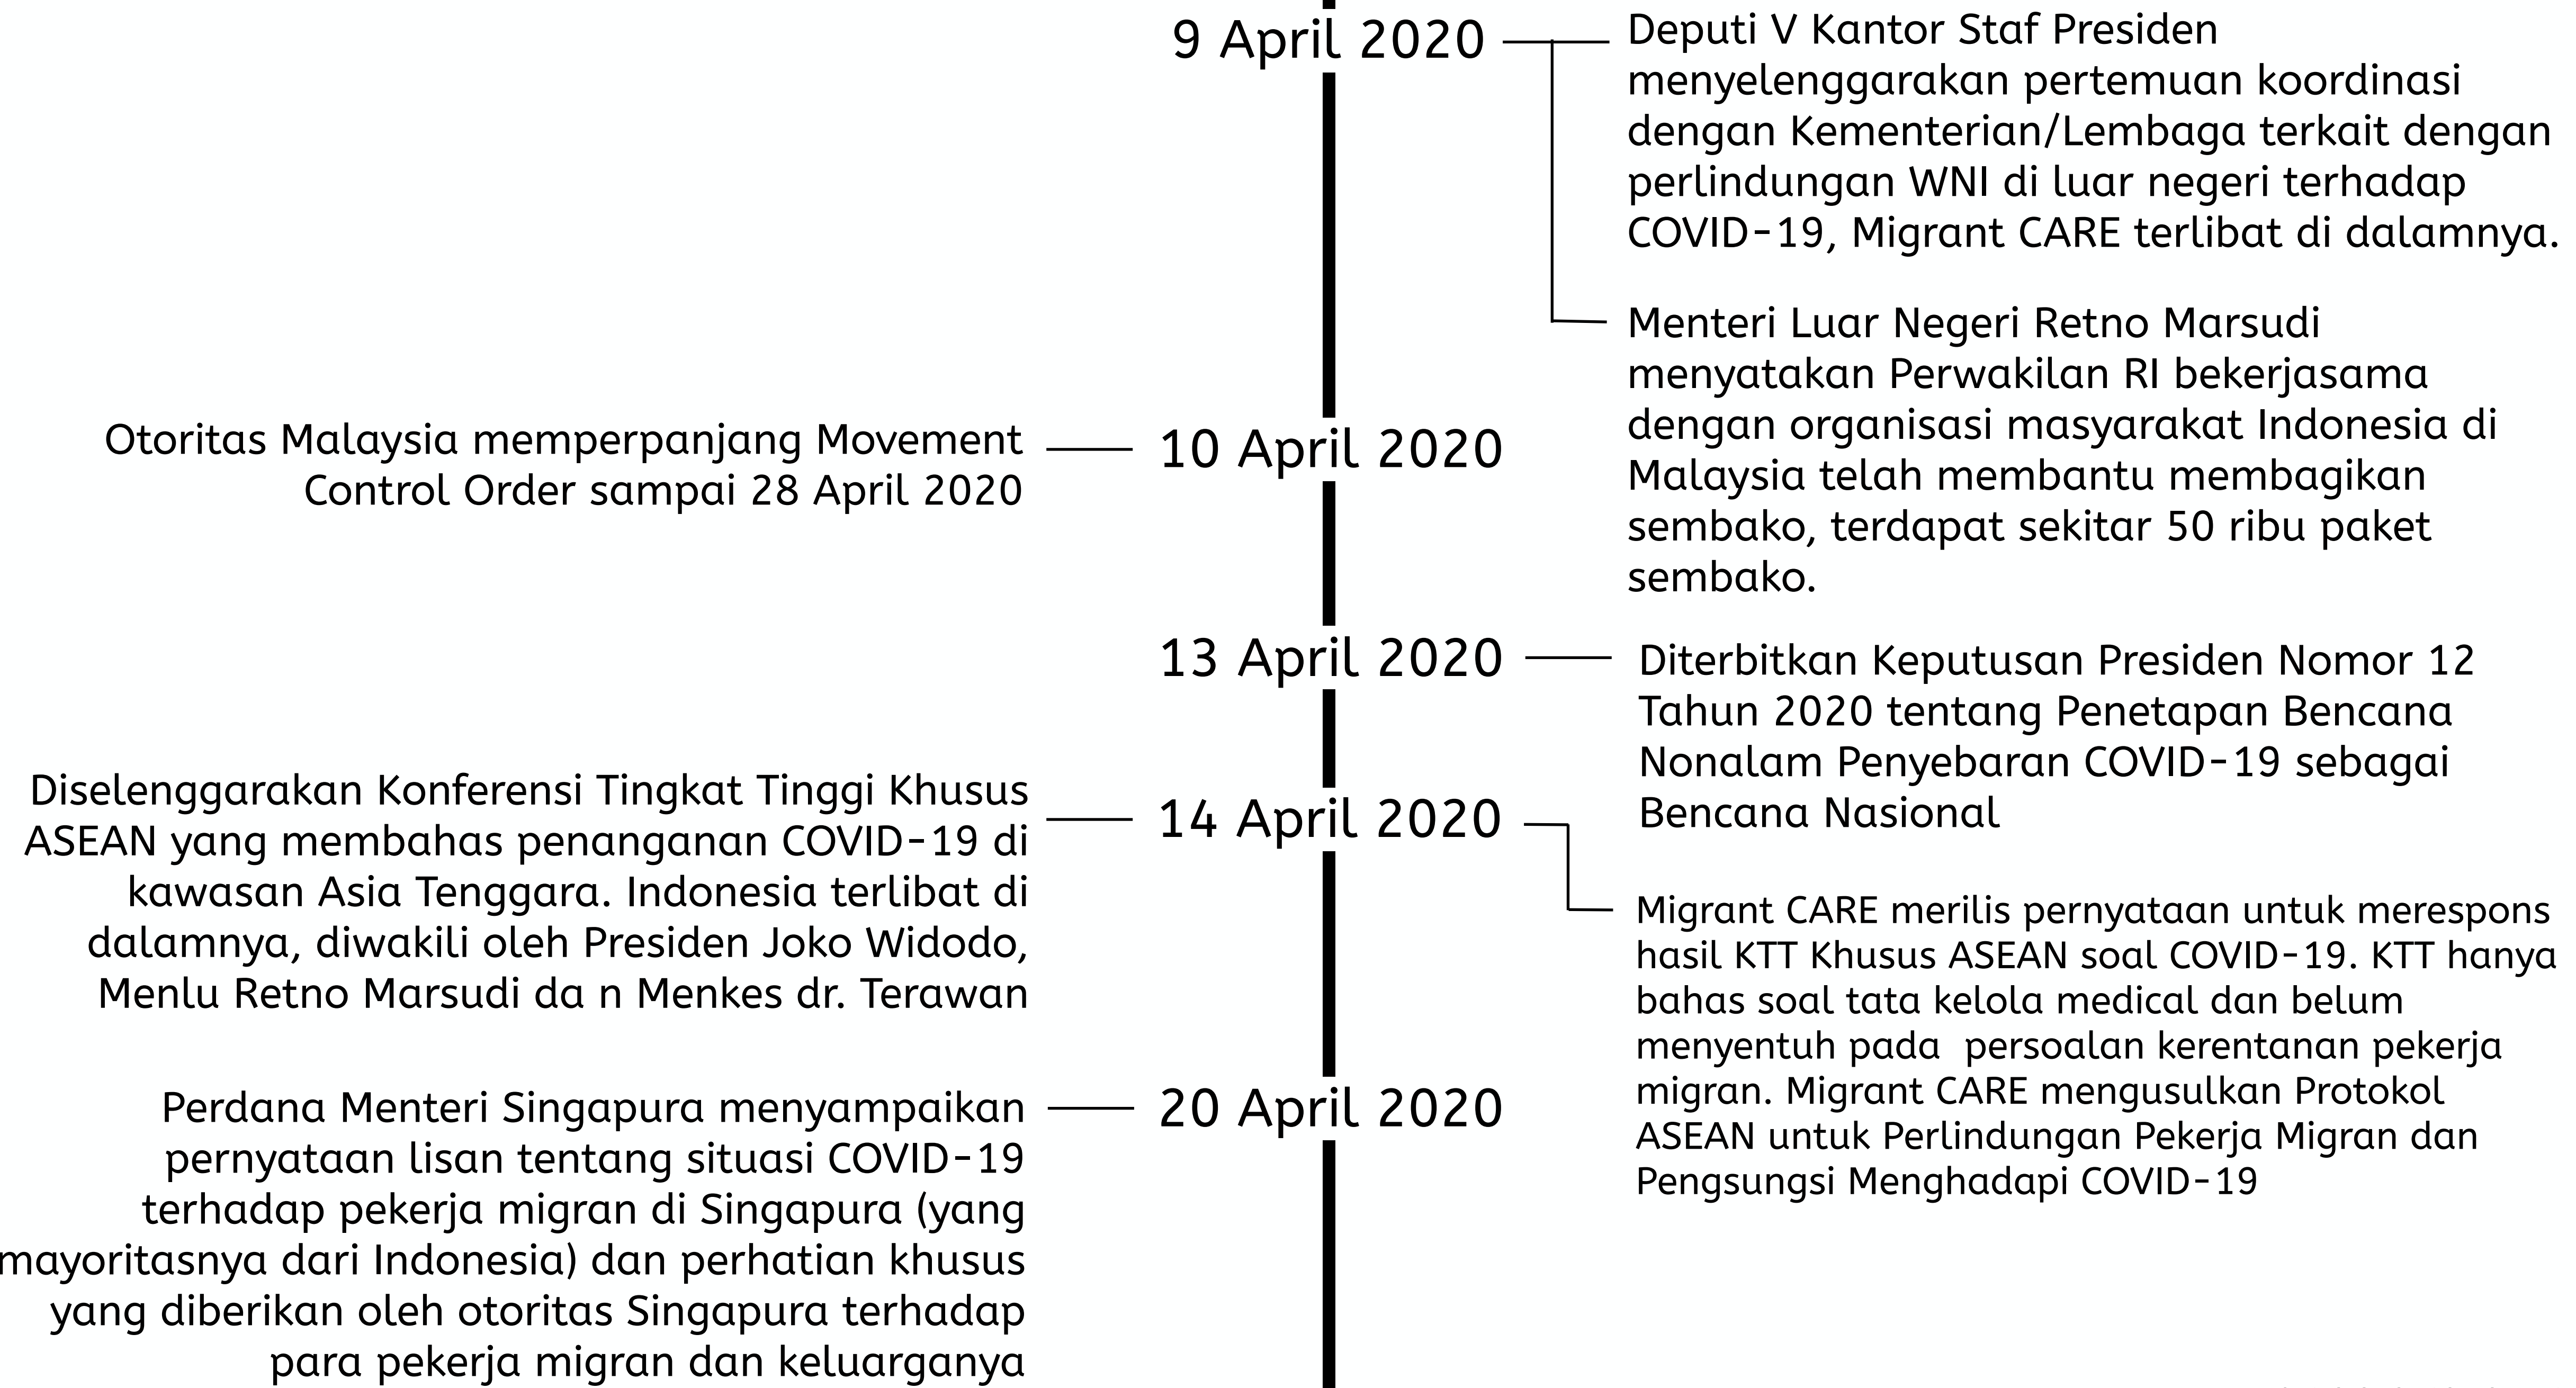 9 April 2020
Deputi V Kantor Staf Presiden
menyelenggarakan pertemuan koordinasi
dengan Kementerian/Lembaga terkait dengan
perlindungan WNI di luar negeri terhadap
COVID-19, Migrant CARE terlibat di dalamnya.
Menteri Luar Negeri Retno Marsudi
menyatakan Perwakilan RI bekerjasama
dengan organisasi masyarakat Indonesia di
Malaysia telah membantu membagikan
sembako, terdapat sekitar 50 ribu paket
sembako.
Otoritas Malaysia memperpanjang Movement
Control Order sampai 28 April 2020
10 April 2020
13 April 2020
Diterbitkan Keputusan Presiden Nomor 12
Tahun 2020 tentang Penetapan Bencana
Nonalam Penyebaran COVID-19 sebagai
Bencana Nasional
Diselenggarakan Konferensi Tingkat Tinggi Khusus
ASEAN yang membahas penanganan COVID-19 di
kawasan Asia Tenggara. Indonesia terlibat di
dalamnya, diwakili oleh Presiden Joko Widodo,
Menlu Retno Marsudi da n Menkes dr. Terawan
14 April 2020
Migrant CARE merilis pernyataan untuk merespons
hasil KTT Khusus ASEAN soal COVID-19. KTT hanya
bahas soal tata kelola medical dan belum
menyentuh pada  persoalan kerentanan pekerja
migran. Migrant CARE mengusulkan Protokol
ASEAN untuk Perlindungan Pekerja Migran dan
Pengsungsi Menghadapi COVID-19
Perdana Menteri Singapura menyampaikan
pernyataan lisan tentang situasi COVID-19
terhadap pekerja migran di Singapura (yang
mayoritasnya dari Indonesia) dan perhatian khusus
yang diberikan oleh otoritas Singapura terhadap
para pekerja migran dan keluarganya
20 April 2020